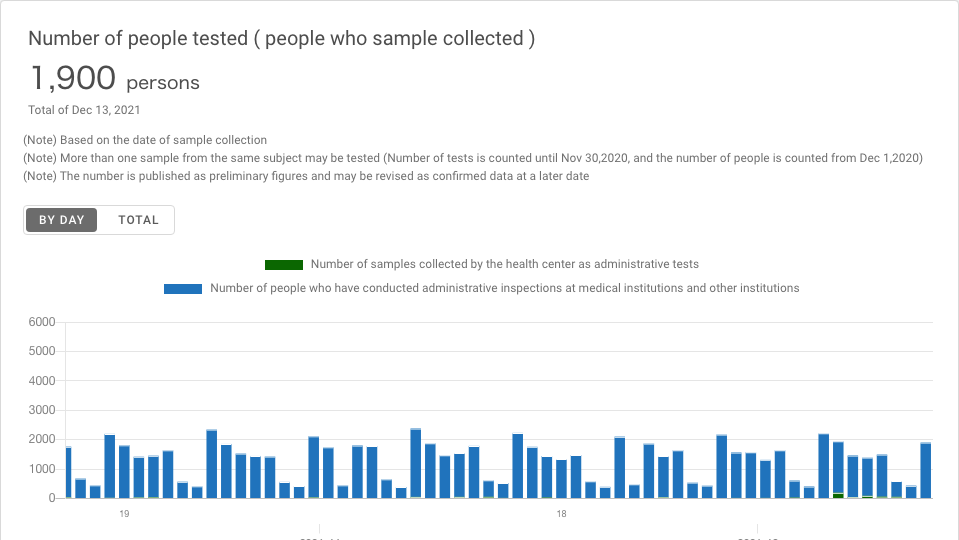 Number of people tested ( people who sample collected )
1,900 persons
Total of Dec 13, 2021
(Note) Based on the date of sample collection
(Note) More than one sample from the same subject may be tested (Number of tests is counted until Nov 30,2020, and the number of people is counted from Dec 1,2020)
(Note) The number is published as preliminary figures and may be revised as confirmed data at a later date
BY DAY TOTAL
Number of samples collected by the health center as administrative tests
Number of people who have conducted administrative inspections at medical institutions and other institutions
6000
5000
4000
3000
2000
1000
0
19 18